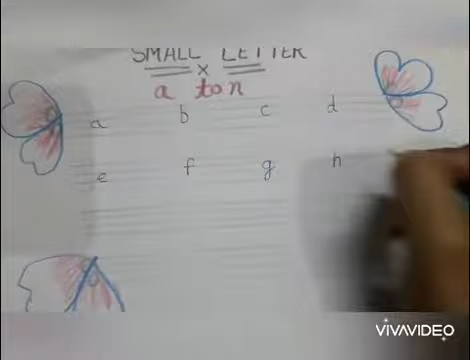 SMALL LETTER
a to n
a b c d
e f g h
VIVAVIDEO